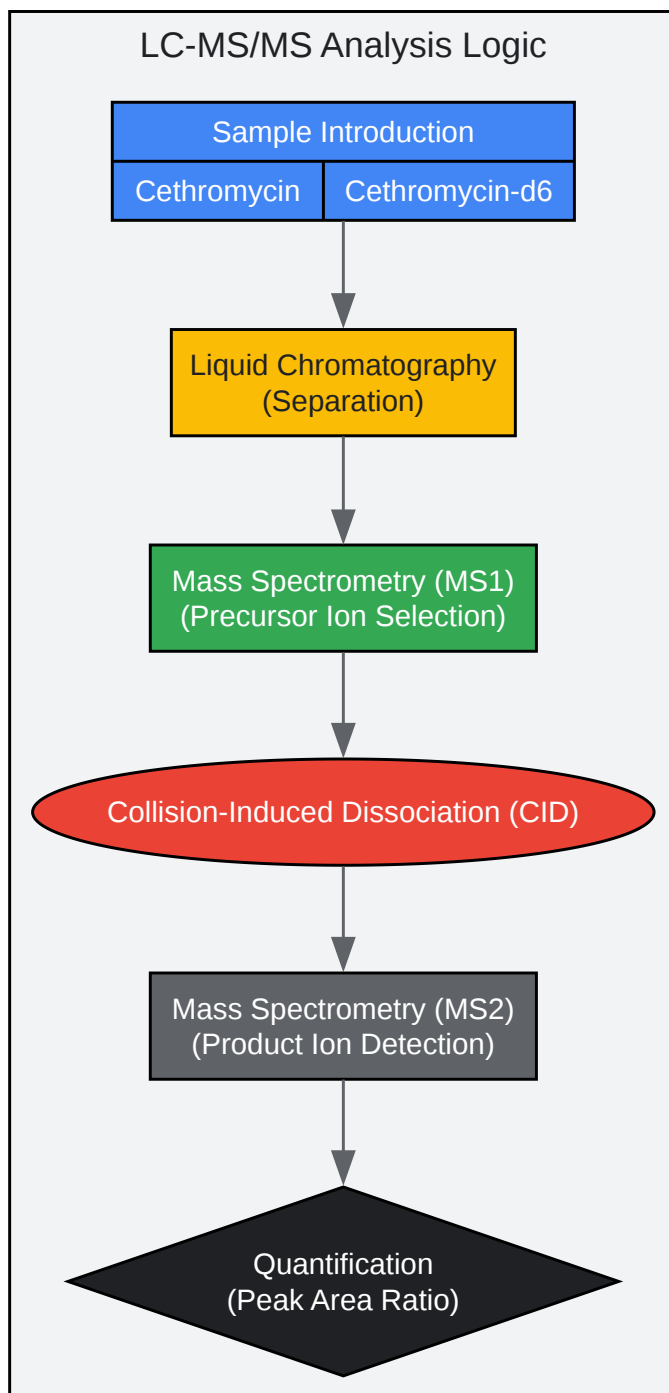 LC-MS/MS Analysis Logic
Sample Introduction
Cethromycin
Cethromycin-d6
Liquid Chromatography
(Separation)
Mass Spectrometry (MS1)
(Precursor Ion Selection)
Collision-Induced Dissociation (CID)
Mass Spectrometry (MS2)
(Product Ion Detection)
Quantification
(Peak Area Ratio)